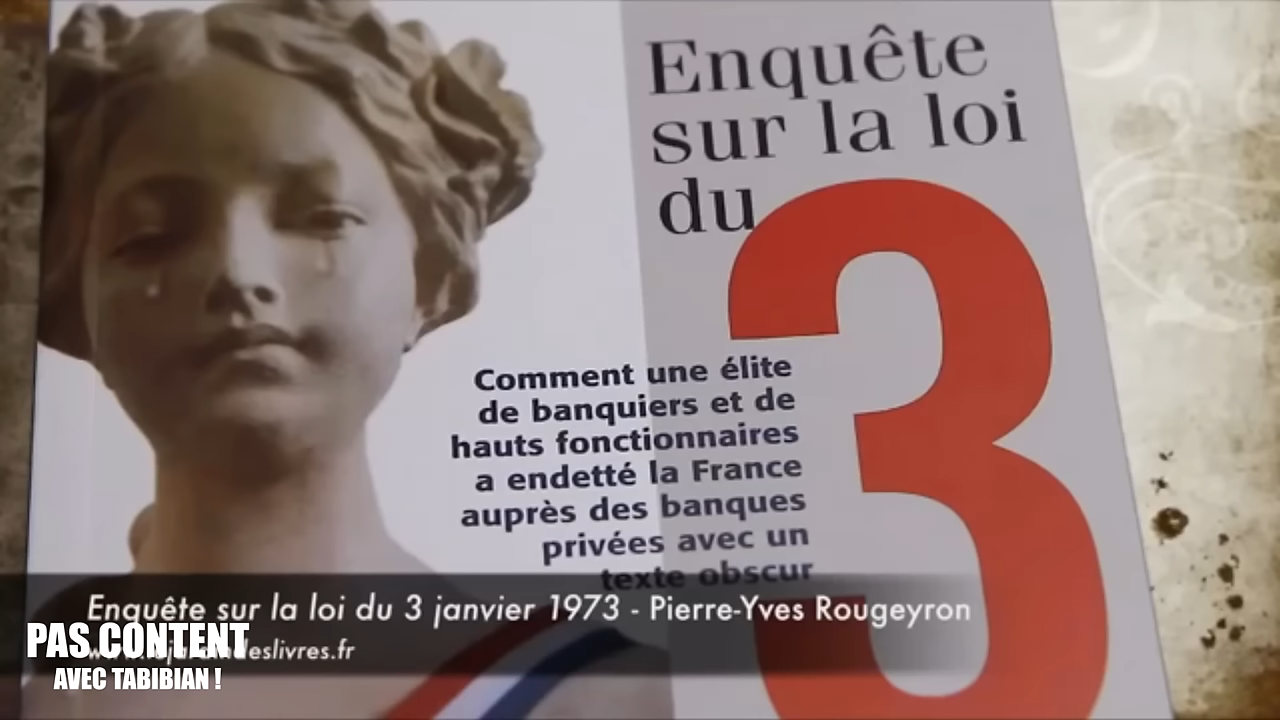 Enquête
sur la loi
du
3
Comment une élite
de banquiers et de
hauts fonctionnaires
a endetté la France
auprès des banques
privées avec un
texte obscur
Enquête sur la loi du 3 janvier 1973 - Pierre-Yves Rougeyron
PAS CONTENT
AVEC TABIBIAN !